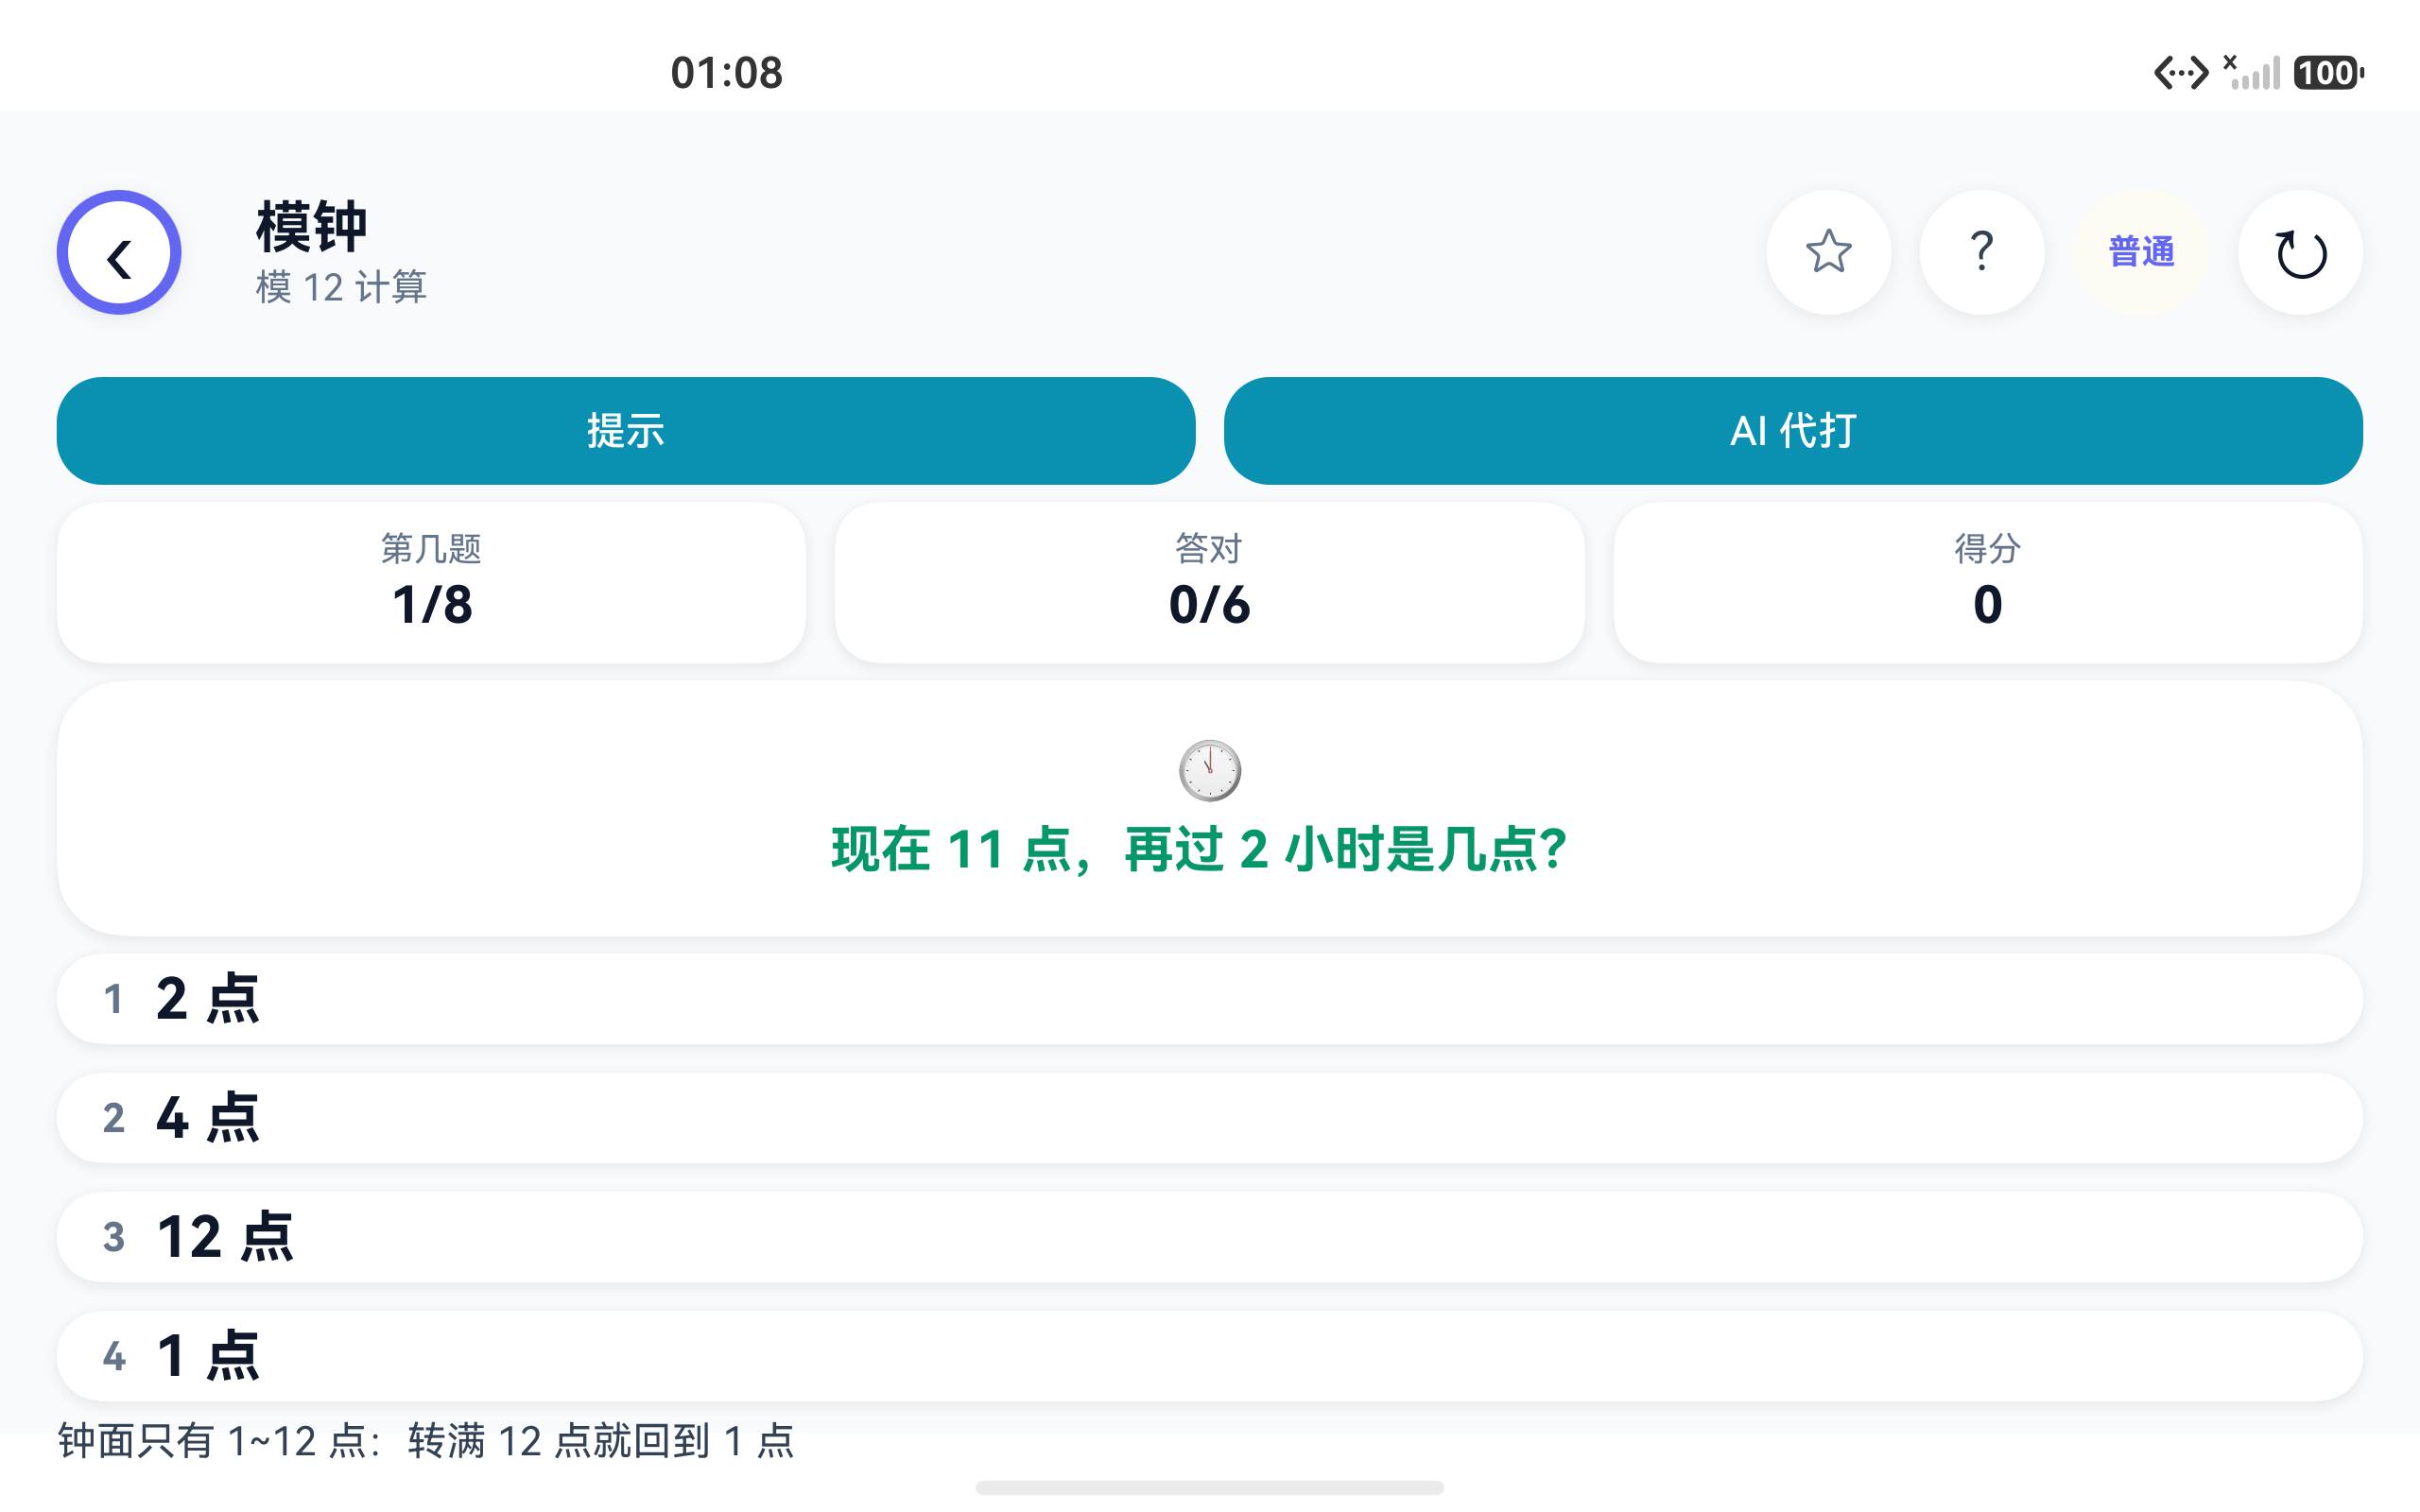 01:08
100
模钟
模 12 计算
?
普通
提示
AI 代打
第几题
1/8
答对
0/6
得分
0
现在 11 点，再过 2 小时是几点?
1 2 点
2 4 点
3 12 点
4 1 点
钟面只有 1~12 点：转满 12 点就回到 1 点